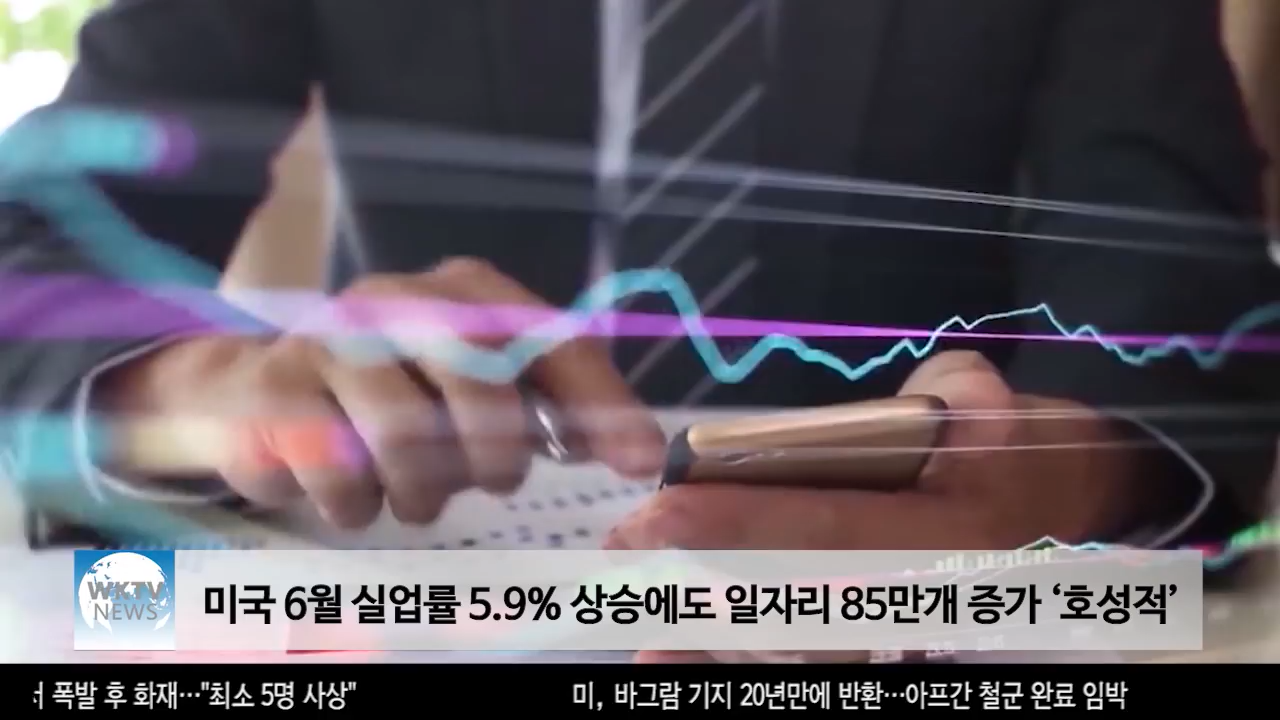 WKTV
NEWS
미국 6월 실업률 5.9% 상승에도 일자리 85만개 증가 ‘호성적’
폭발 후 화재…"최소 5명 사상"
미, 바그람 기지 20년만에 반환…아프간 철군 완료 임박